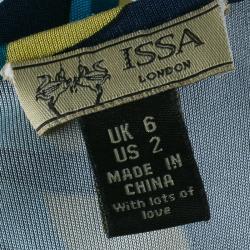 ISSA
LONDON
UK 6
US 2
MADE IN
CHINA
With lots of
love